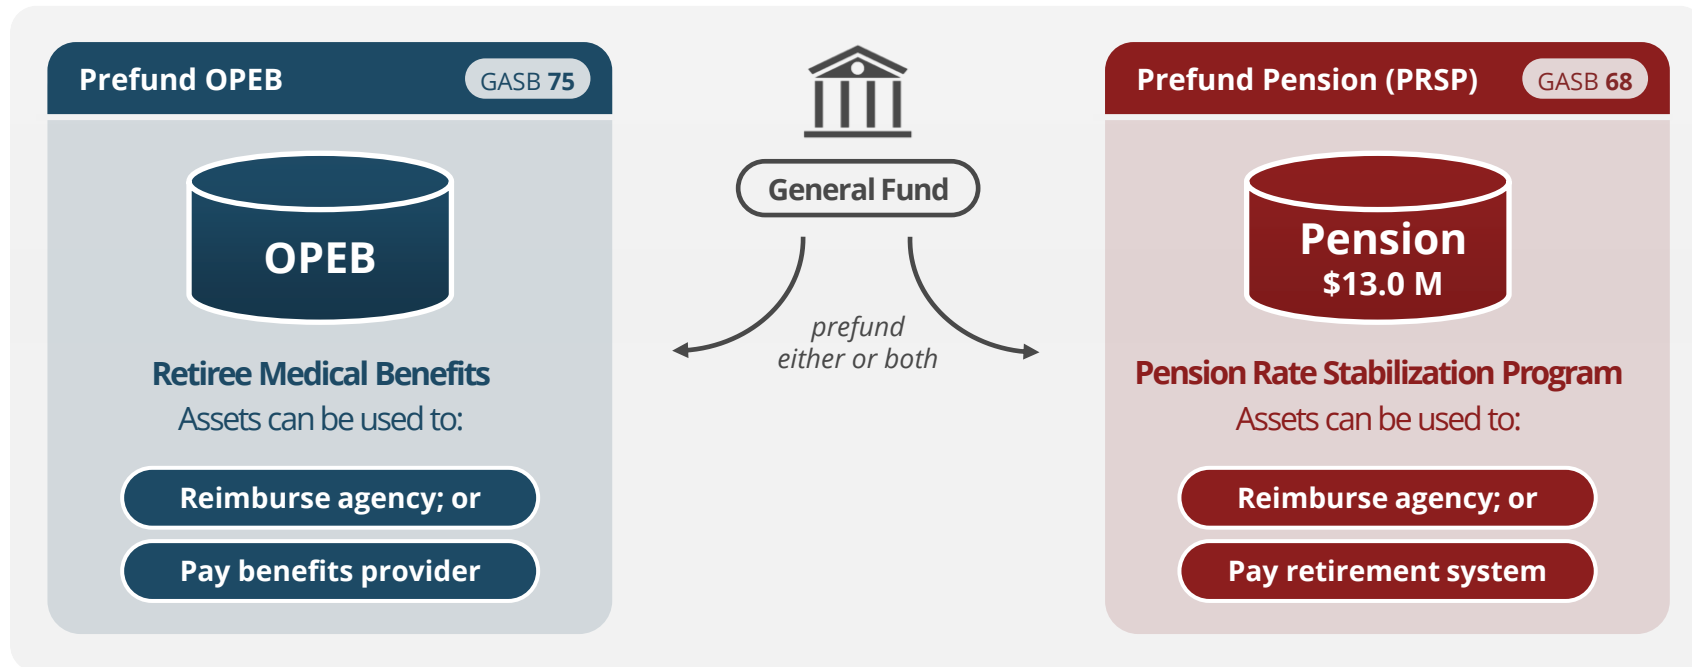 Prefund OPEB
GASB 75
OPEB
Retiree Medical Benefits
Assets can be used to:
Reimburse agency; or
Pay benefits provider
General Fund
prefund
either or both
Prefund Pension (PRSP)
GASB 68
Pension
$13.0 M
Pension Rate Stabilization Program
Assets can be used to:
Reimburse agency; or
Pay retirement system